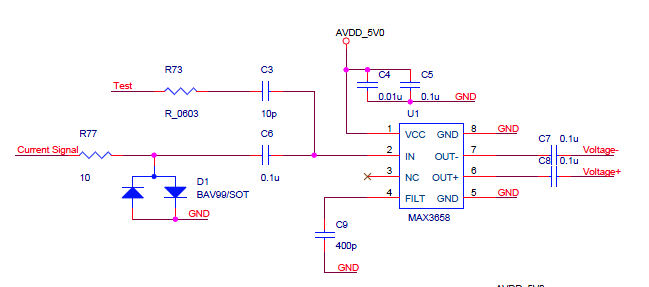 AVDD_5V0
R73
C3
C4
C5
Test
0.01u
0.1u
GND
R_0603
10p
U1
R77
C6
1
VCC
GND
8
GND
C7
0.1u
Current Signal
2
IN
OUT-
7
C8
0.1u
Voltage-
10
0.1u
3
NC
OUT+
6
Voltage+
D1
BAV99/SOT
4
FILT
GND
5
GND
GND
MAX3658
C9
400p
GND
AVDD_5V0